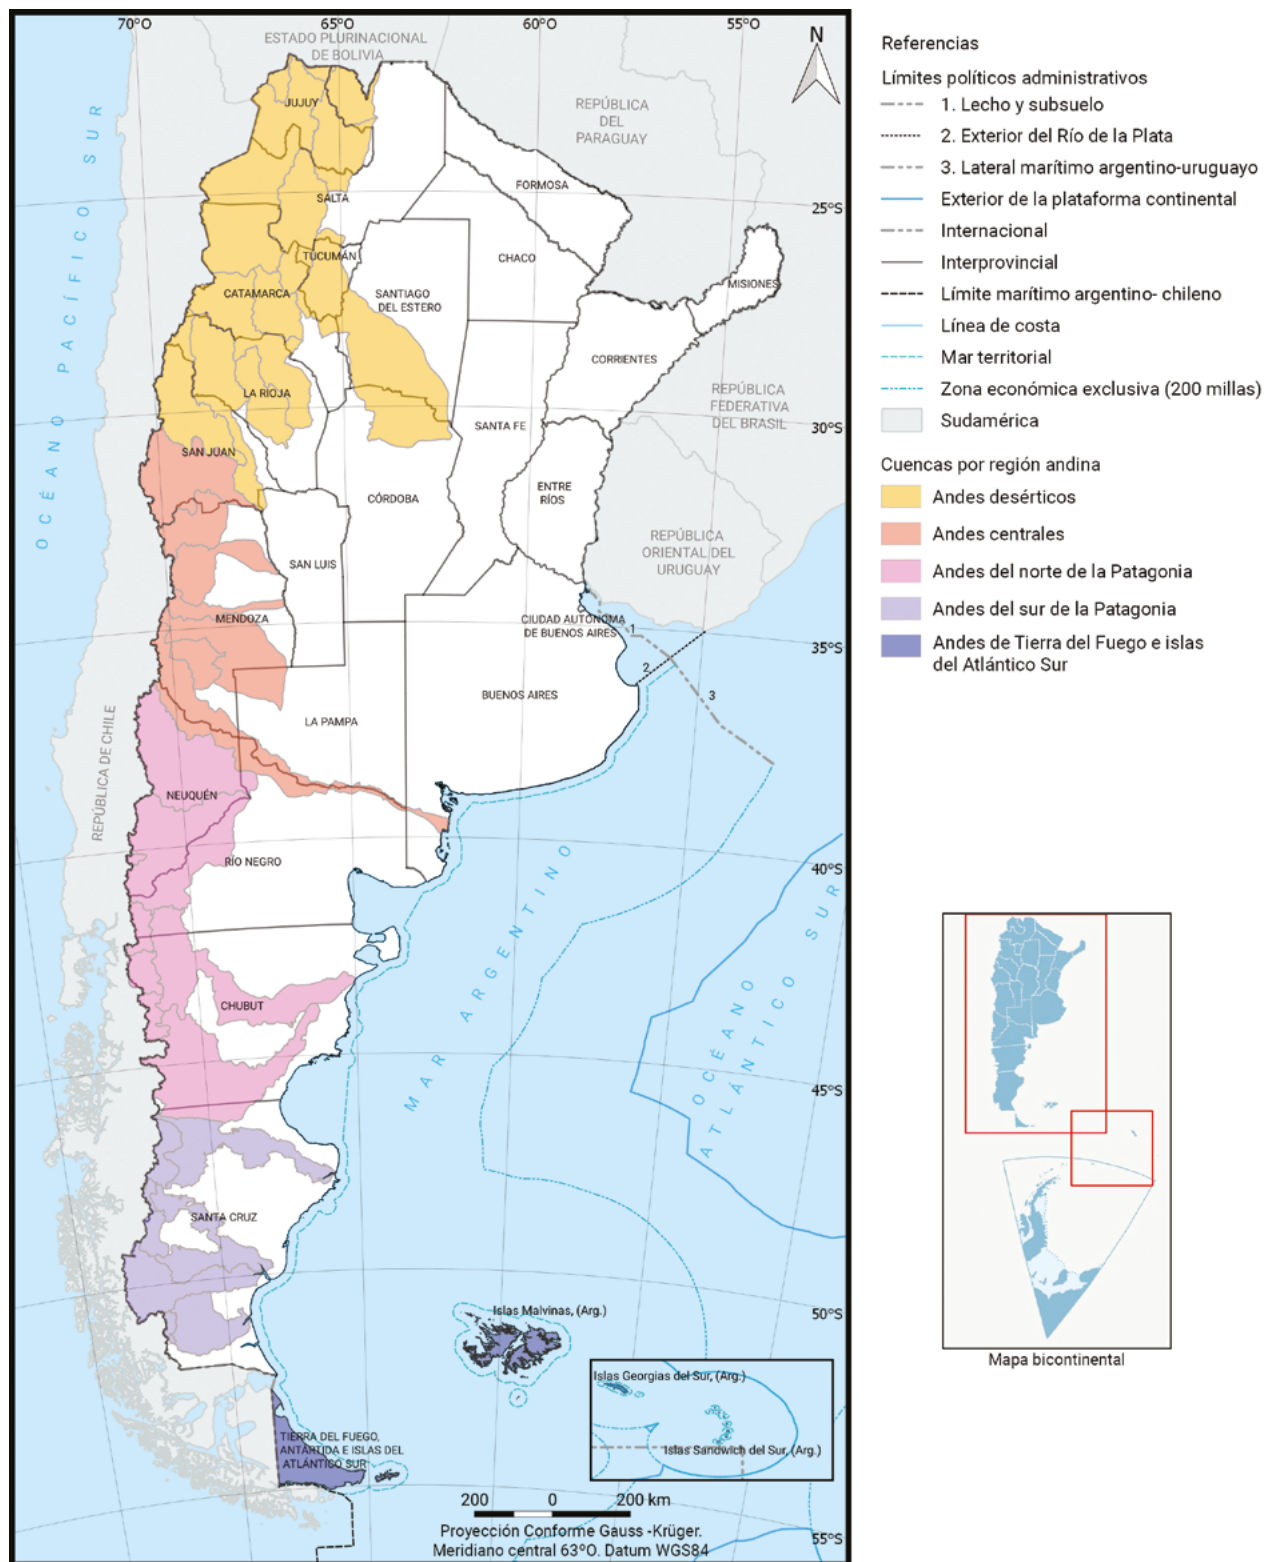 70°O
65°O
60°O
55°O
ESTADO PLURINACIONAL
DE BOLIVIA
N
REPÚBLICA
DEL
PARAGUAY
JUJUY
FORMOSA
SALTA
25°S
TUCUMÁN
CHACO
MISIONES
CATAMARCA
SANTIAGO
DEL ESTERO
CORRIENTES
OCÉANO PACÍFICO SUR
LA RIOJA
REPÚBLICA
FEDERATIVA
DEL BRASIL
SANTA FE
30°S
SAN JUAN
CÓRDOBA
ENTRE
RÍOS
REPÚBLICA
ORIENTAL DEL
URUGUAY
SAN LUIS
MENDOZA
CIUDAD AUTÓNOMA
DE BUENOS AIRES
1
35°S
2
3
BUENOS AIRES
LA PAMPA
REPÚBLICA DE CHILE
NEUQUÉN
RÍO NEGRO
40°S
MAR ARGENTINO
OCÉANO
ATLÁNTICO SUR
CHUBUT
45°S
SANTA CRUZ
50°S
Islas Malvinas, (Arg.)
Islas Georgias del Sur, (Arg.)
Islas Sandwich del Sur, (Arg.)
TIERRA DEL FUEGO,
ANTÁRTIDA E ISLAS DEL
ATLÁNTICO SUR
200 0 200 km
Proyección Conforme Gauss -Krüger.
Meridiano central 63°O. Datum WGS84
55°S
Referencias
Límites políticos administrativos
1. Lecho y subsuelo
2. Exterior del Río de la Plata
3. Lateral marítimo argentino-uruguayo
Exterior de la plataforma continental
Internacional
Interprovincial
Límite marítimo argentino- chileno
Línea de costa
Mar territorial
Zona económica exclusiva (200 millas)
Sudamérica
Cuencas por región andina
Andes desérticos
Andes centrales
Andes del norte de la Patagonia
Andes del sur de la Patagonia
Andes de Tierra del Fuego e islas
del Atlántico Sur
Mapa bicontinental